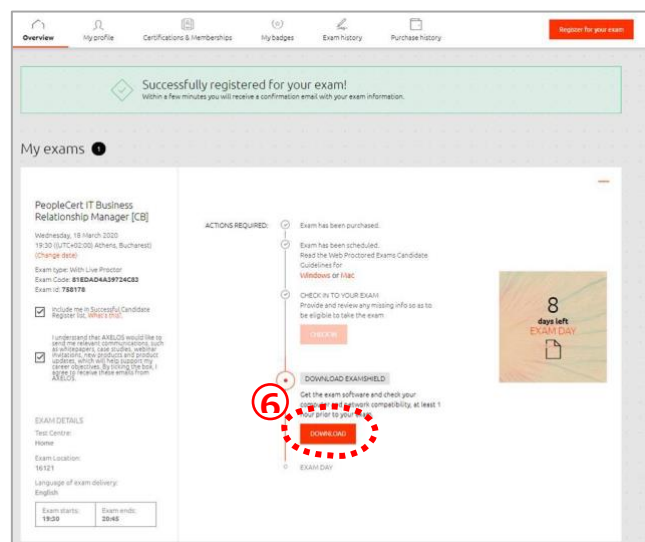 Overview My profile Certifications & Memberships My badges Exam history Purchase history Register for your exam
Successfully registered for your exam!
Within a few minutes you will receive a confirmation email with your exam information.
My exams 1
PeopleCert IT Business
Relationship Manager [CB]
Wednesday, 18 March 2020
19:30 ((UTC+02:00) Athens, Bucharest)
(Change date)
Exam type: With Live Proctor
Exam Code: 81EDAD4A39724C83
Exam id: 758178
Include me in Successful Candidate
Register list. What's this?
I understand that AXELOS would like to
send me relevant communications, such
as whitepapers, case studies, webinar
invitations, new products and product
updates, which will help support my
career objectives. By ticking the box, I
agree to receive these emails from
AXELOS.
EXAM DETAILS
Test Centre:
Home
Exam Location:
16121
Language of exam delivery:
English
Exam starts: Exam ends:
19:30 20:45
ACTIONS REQUIRED: Exam has been purchased.
Exam has been scheduled.
Read the Web Proctored Exams Candidate
Guidelines for
Windows or Mac
CHECK IN TO YOUR EXAM
Provide and review any missing info so as to
be eligible to take the exam
CHECK IN
DOWNLOAD EXAMSHIELD
Get the exam software and check your
computer and network compatibility, at least 1
hour prior to your exam.
6
DOWNLOAD
EXAM DAY
8
days left
EXAM DAY